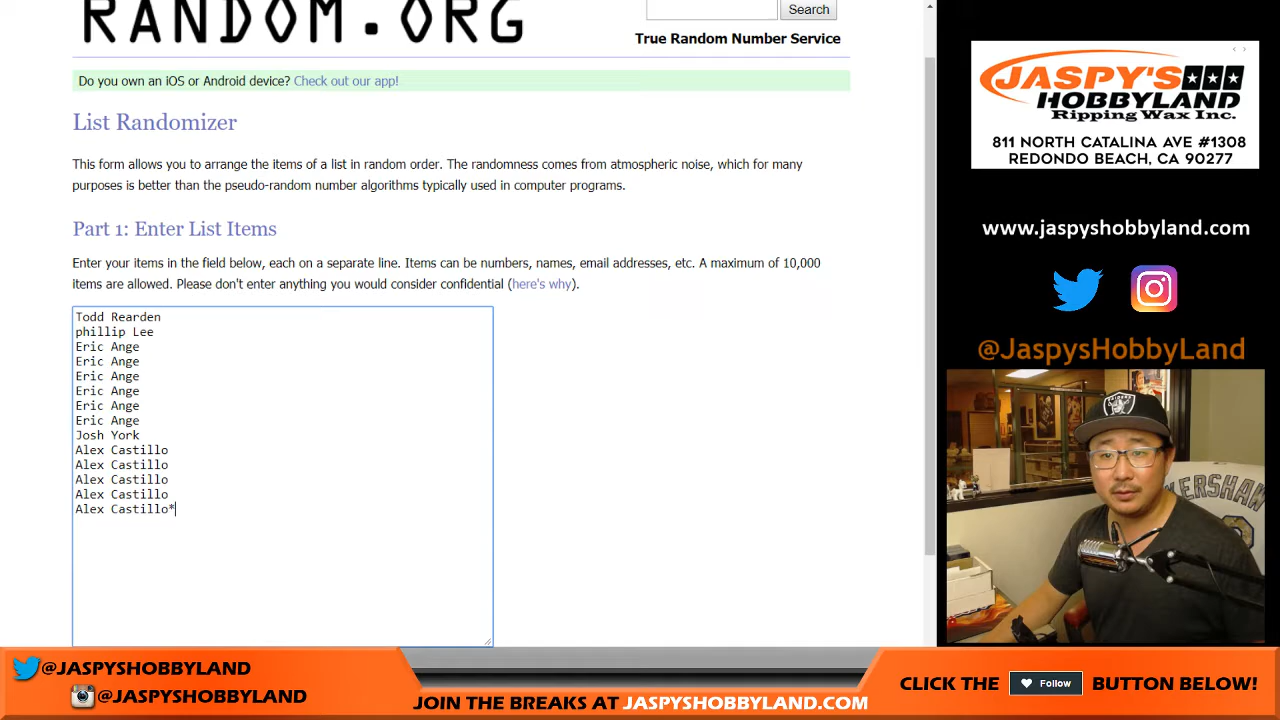 RANDOM.ORG
Search
True Random Number Service
Do you own an iOS or Android device? Check out our app!
List Randomizer
This form allows you to arrange the items of a list in random order. The randomness comes from atmospheric noise, which for many
purposes is better than the pseudo-random number algorithms typically used in computer programs.
Part 1: Enter List Items
Enter your items in the field below, each on a separate line. Items can be numbers, names, email addresses, etc. A maximum of 10,000
items are allowed. Please don't enter anything you would consider confidential (here's why).
Todd Rearden
phillip Lee
Eric Ange
Eric Ange
Eric Ange
Eric Ange
Eric Ange
Eric Ange
Josh York
Alex Castillo
Alex Castillo
Alex Castillo
Alex Castillo
Alex Castillo*
JASPY'S
HOBBYLAND
Ripping Wax Inc.
811 NORTH CATALINA AVE #1308
REDONDO BEACH, CA 90277
www.jaspyshobbyland.com
@JaspysHobbyLand
RAIDERS
KERSHAW
@JASPYSHOBBYLAND
@JASPYSHOBBYLAND
JOIN THE BREAKS AT JASPYSHOBBYLAND.COM
CLICK THE Follow BUTTON BELOW!